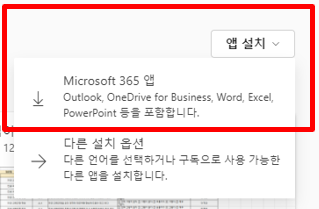 앱 설치
Microsoft 365 앱
Outlook, OneDrive for Business, Word, Excel,
PowerPoint 등을 포함합니다.
다른 설치 옵션
12
다른 언어를 선택하거나 구독으로 사용 가능한
다른 앱을 설치합니다.